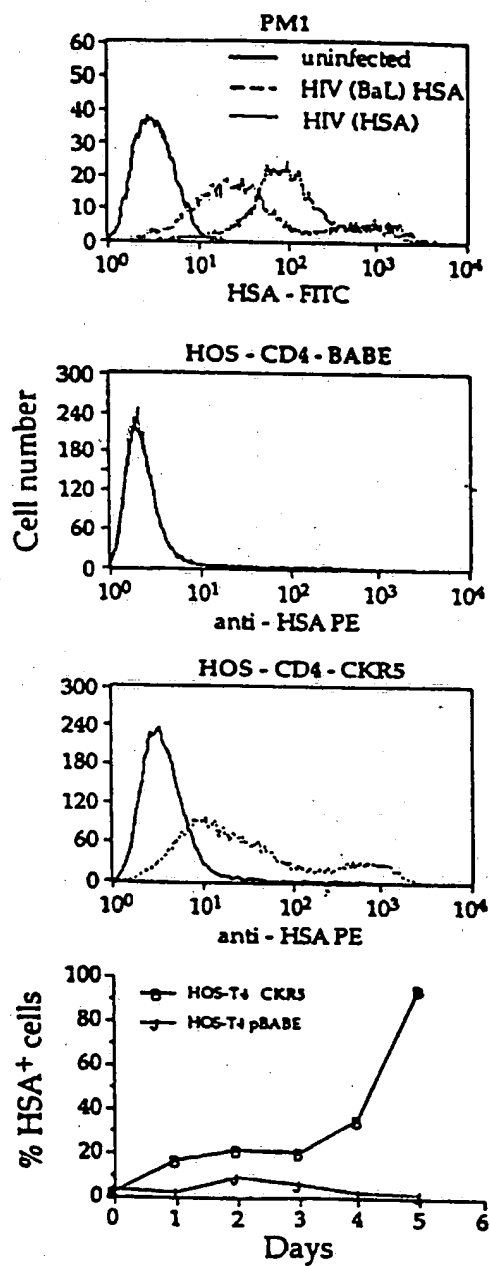 PM1
60
50
40
30
20
10
0
uninfected
HIV (BaL) HSA
HIV (HSA)
10⁰ 10¹ 10² 10³ 10⁴
HSA - FITC
Cell number
HOS - CD4 - BABE
300
240
180
120
60
0
10⁰ 10¹ 10² 10³ 10⁴
anti - HSA PE
HOS - CD4 - CKR5
300
240
180
120
60
0
10⁰ 10¹ 10² 10³ 10⁴
anti - HSA PE
% HSA⁺ cells
100
80
60
40
20
0
HOS-T4 CKR5
HOS-T4 pBABE
0 1 2 3 4 5 6
Days